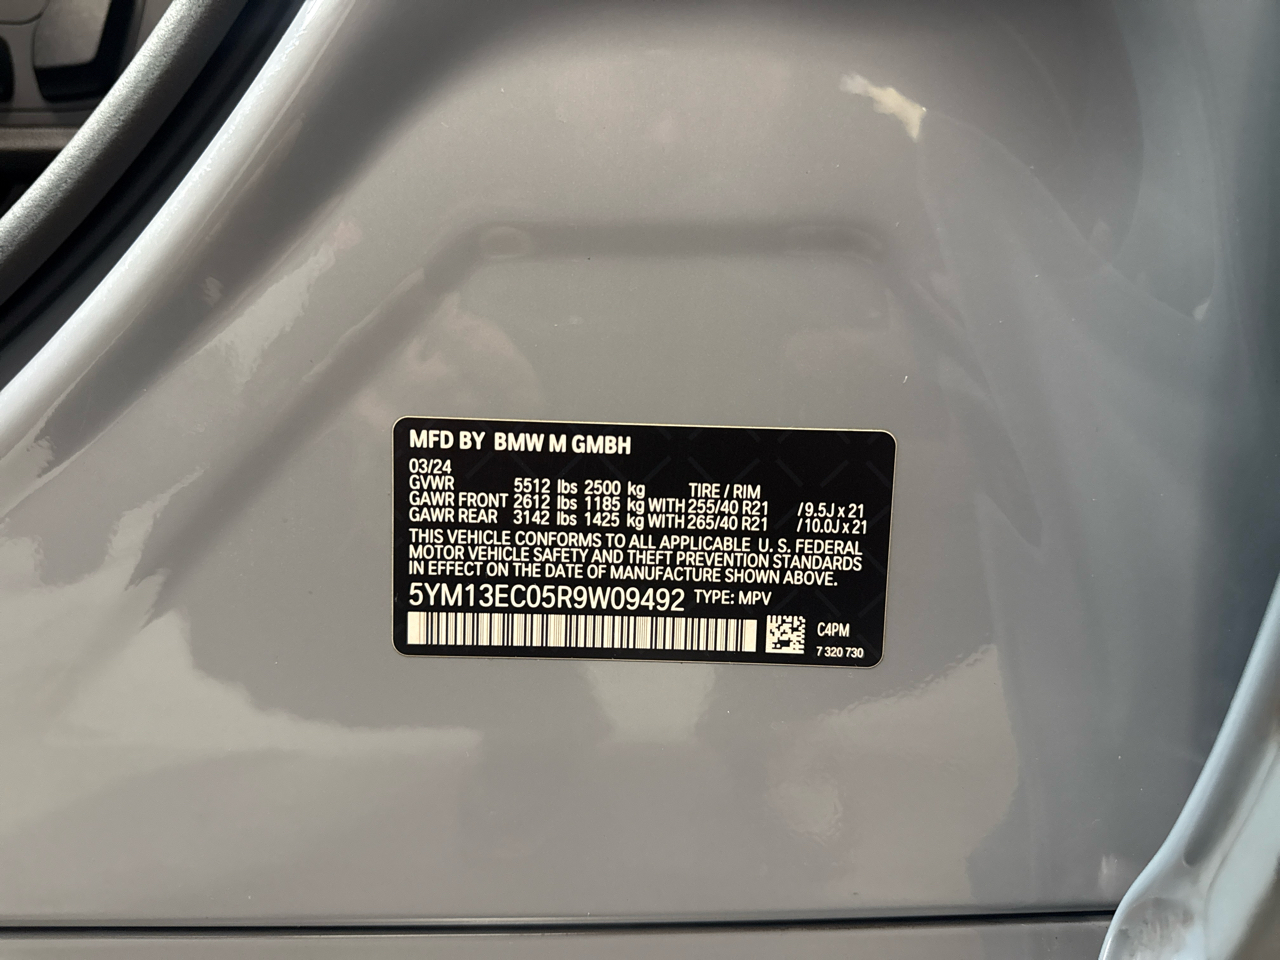 MFD BY BMW M GMBH
03/24
GVWR 5512 lbs 2500 kg TIRE / RIM
GAWR FRONT 2612 lbs 1185 kg WITH 255/40 R21 /9.5J x 21
GAWR REAR 3142 lbs 1425 kg WITH 265/40 R21 /10.0J x 21
THIS VEHICLE CONFORMS TO ALL APPLICABLE U. S. FEDERAL
MOTOR VEHICLE SAFETY AND THEFT PREVENTION STANDARDS
IN EFFECT ON THE DATE OF MANUFACTURE SHOWN ABOVE.
5YM13EC05R9W09492 TYPE: MPV
C4PM
7 320 730